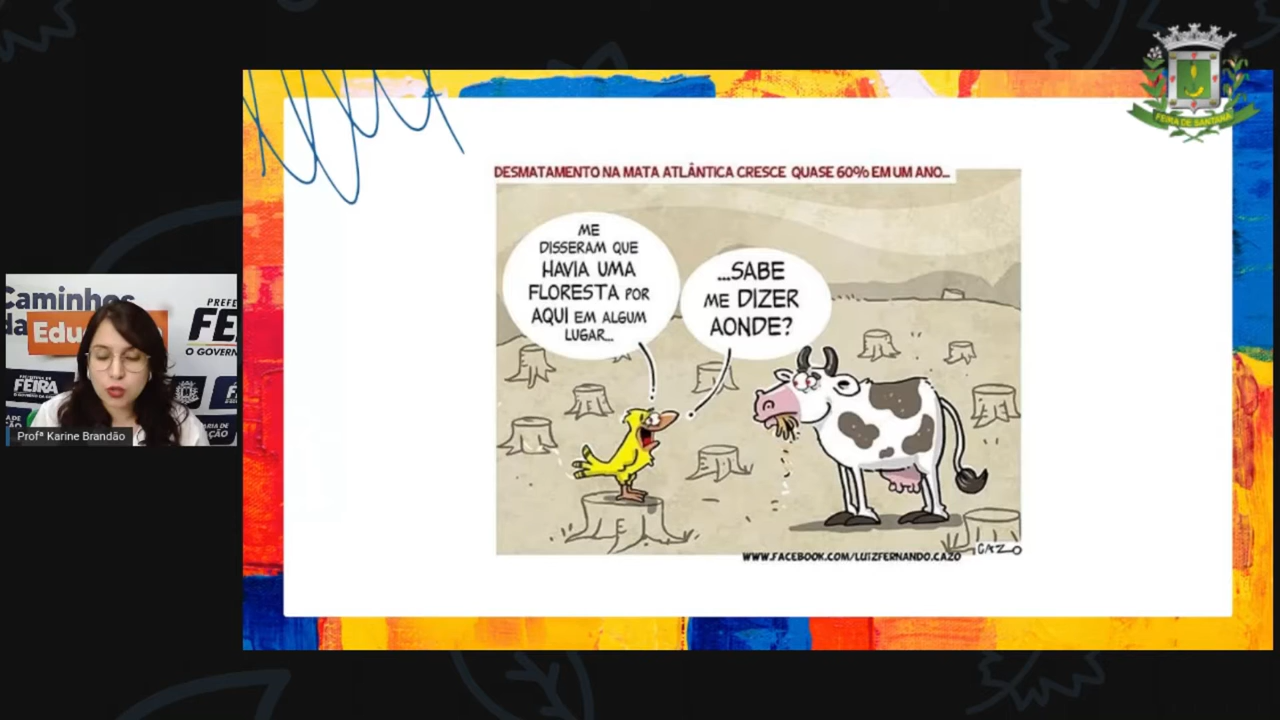 FEIRA DE SANTANA
DESMATAMENTO NA MATA ATLÂNTICA CRESCE QUASE 60% EM UM ANO...
ME
DISSERAM QUE
HAVIA UMA
FLORESTA POR
AQUI EM ALGUM
LUGAR...
...SABE
ME DIZER
AONDE?
CAZO
WWW.FACEBOOK.COM/LUIZFERNANDO.CAZO
Caminhos
da
Edu
PREFE
FE
O GOVERN
FEIRA
Profª Karine Brandão